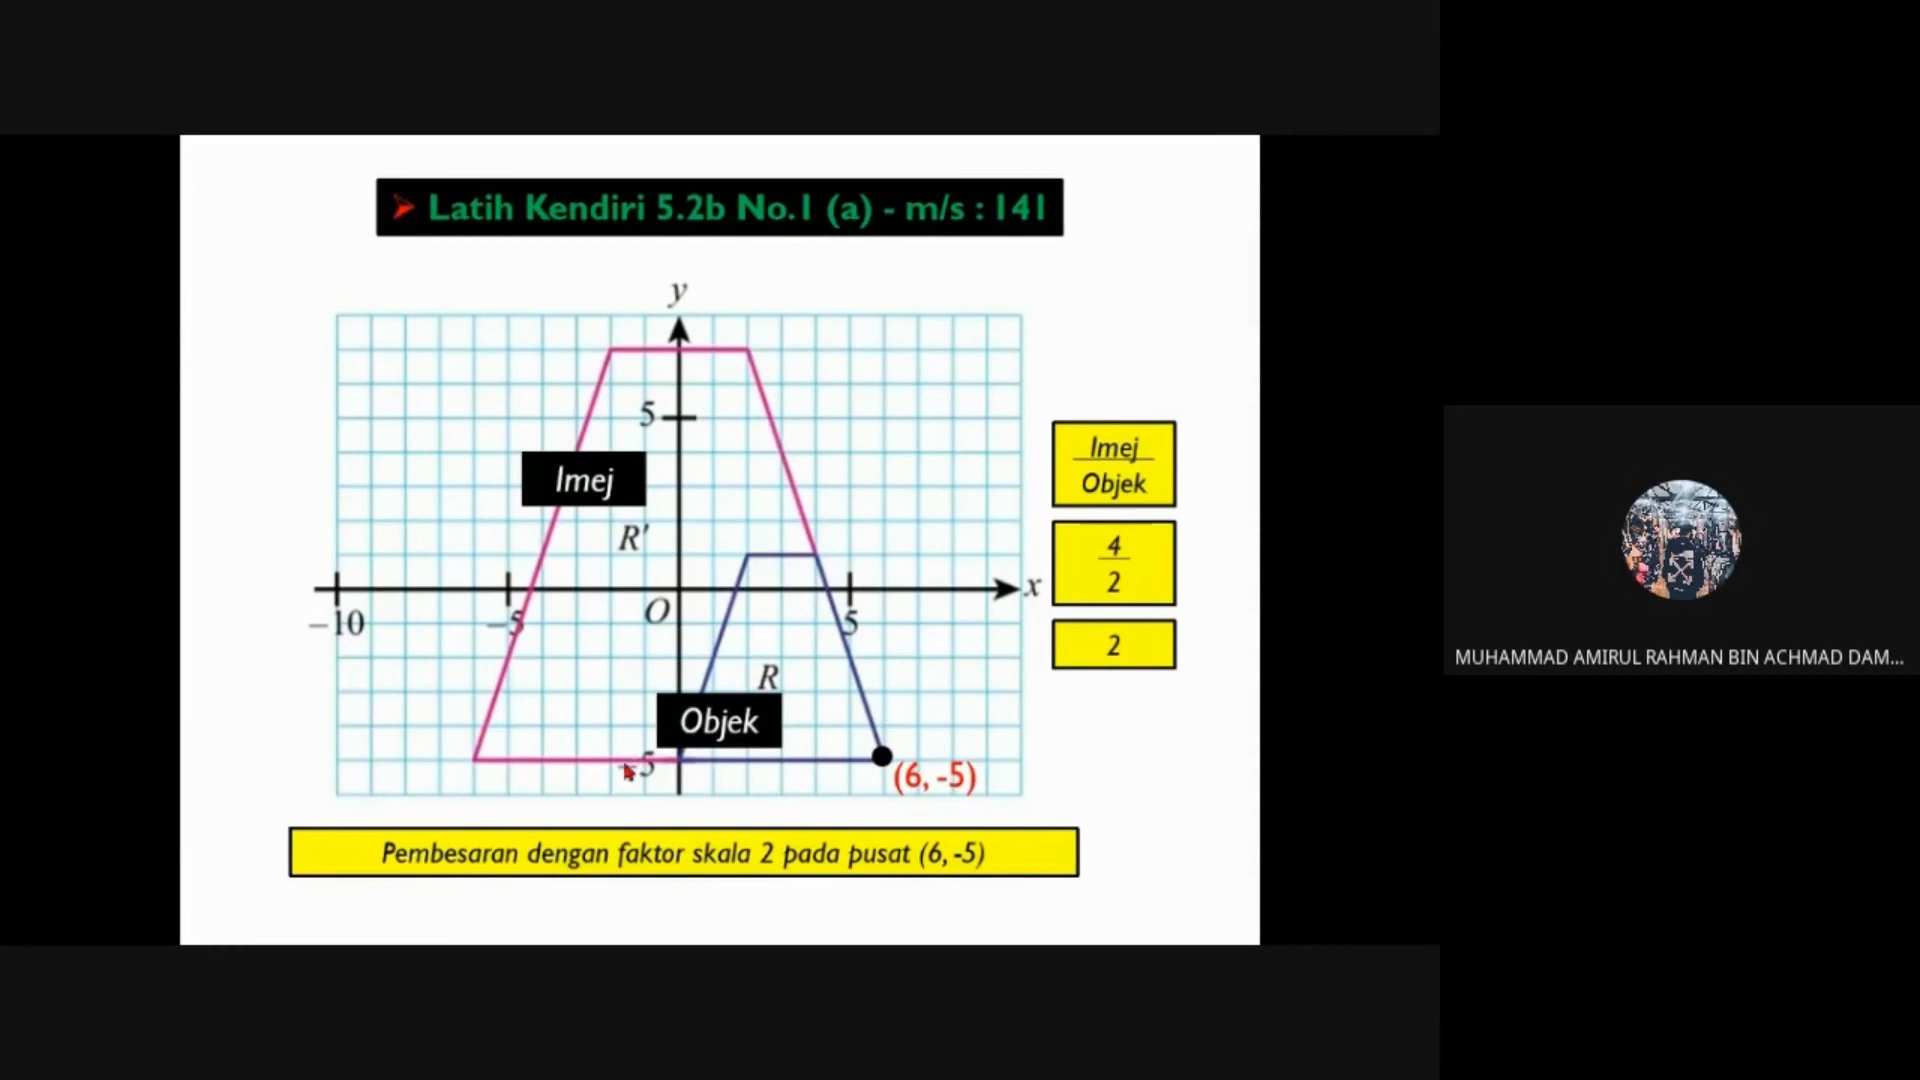 Latih Kendiri 5.2b No.1 (a) - m/s : 141
y
5
Imej
Objek
Imej
R'
4
2
x
−10
−5
O
5
2
MUHAMMAD AMIRUL RAHMAN BIN ACHMAD DAM...
R
Objek
−5
(6, -5)
Pembesaran dengan faktor skala 2 pada pusat (6, -5)